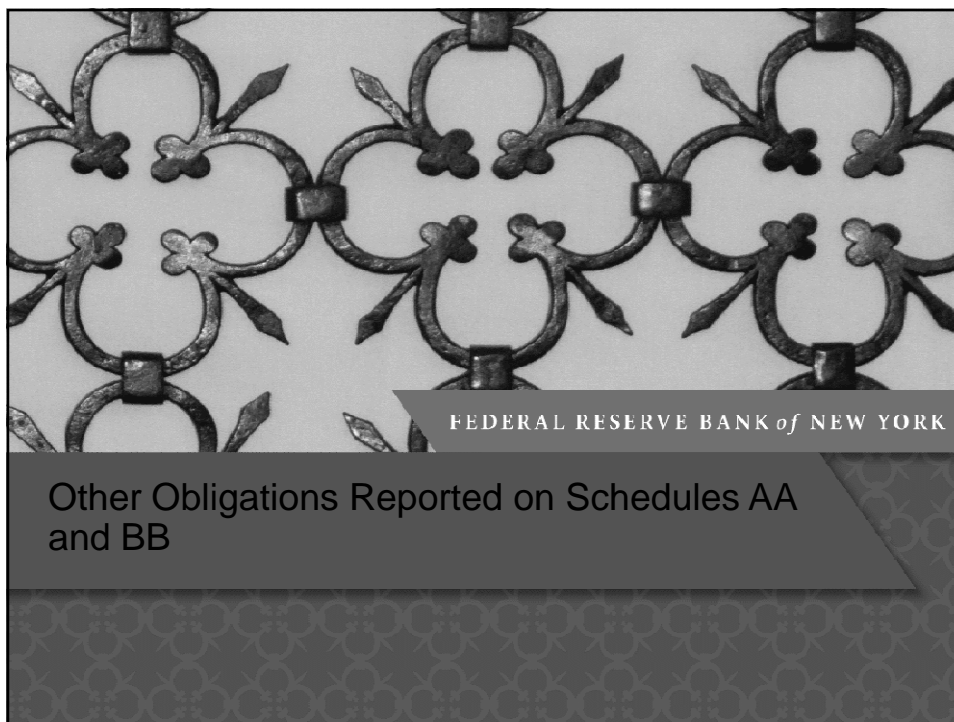 FEDERAL RESERVE BANK of NEW YORK
Other Obligations Reported on Schedules AA
and BB